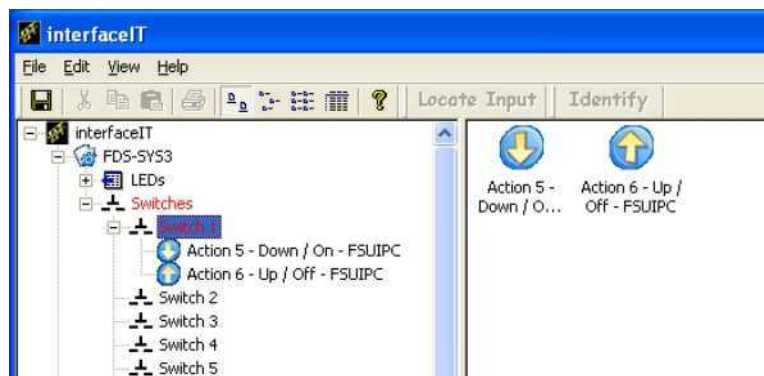 interfaceIT
File Edit View Help
Locate Input Identify
interfaceIT
FDS-SYS3
LEDs
Switches
Switch 1
Action 5 - Down / On - FSUIPC
Action 6 - Up / Off - FSUIPC
Switch 2
Switch 3
Switch 4
Switch 5
Action 5 -
Down / O...
Action 6 - Up /
Off - FSUIPC